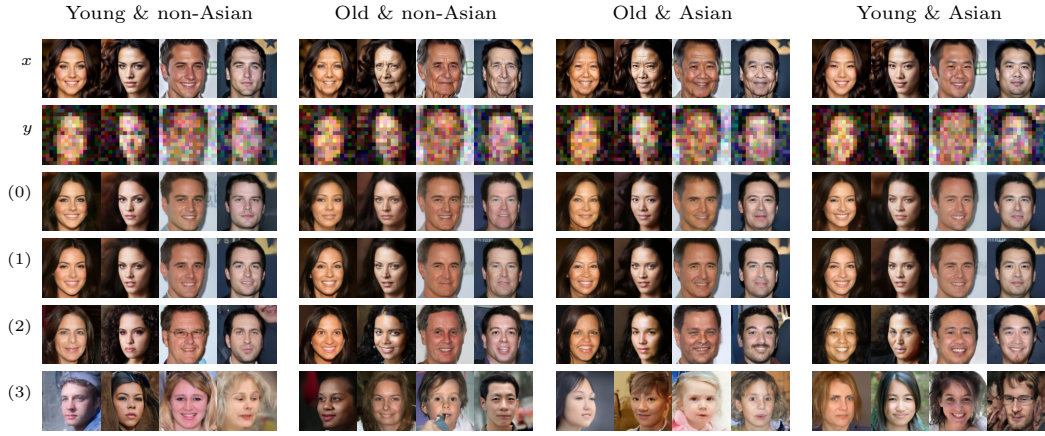 Young & non-Asian Old & non-Asian Old & Asian Young & Asian
x
y
(0)
(1)
(2)
(3)